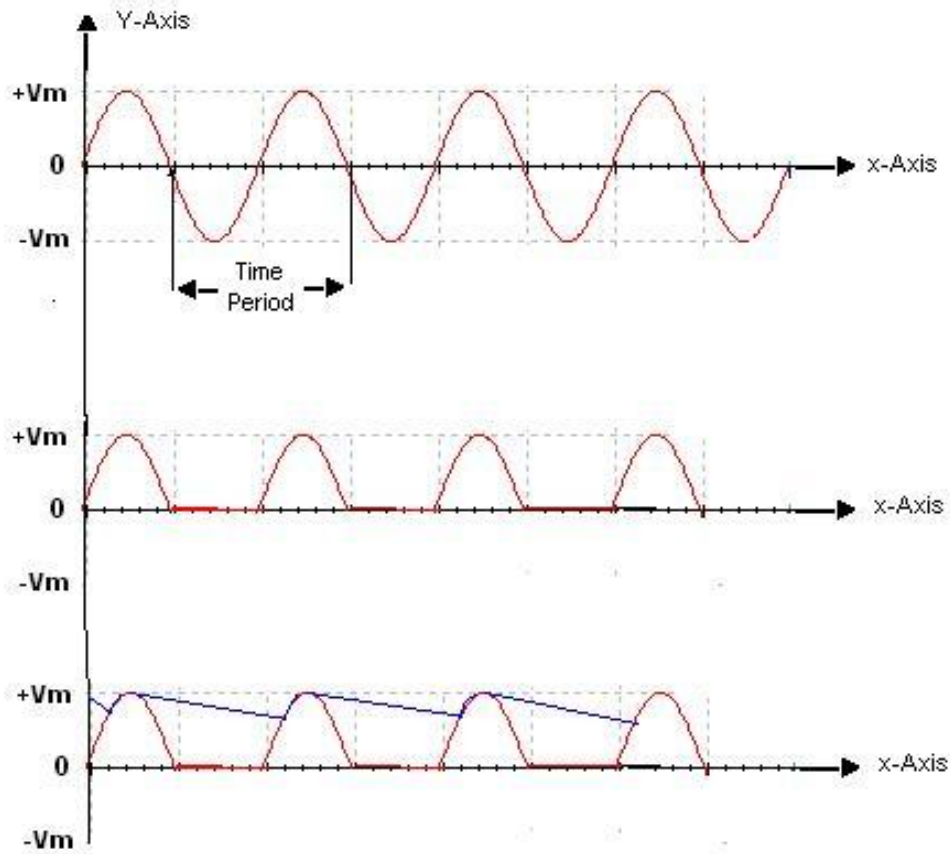 Y-Axis
+Vm
0
x-Axis
-Vm
Time
Period
+Vm
0
x-Axis
-Vm
+Vm
0
x-Axis
-Vm